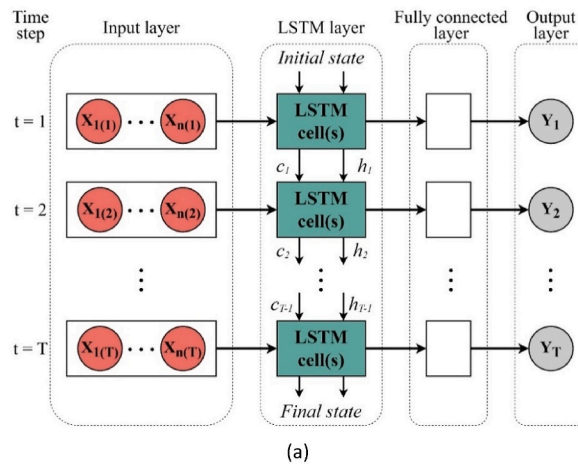 Time step Input layer LSTM layer Fully connected layer Output layer
Initial state
t = 1 X1(1) ··· Xn(1) LSTM cell(s) Y1
c1 h1
t = 2 X1(2) ··· Xn(2) LSTM cell(s) Y2
c2 h2
cT-1 hT-1
t = T X1(T) ··· Xn(T) LSTM cell(s) YT
Final state
(a)